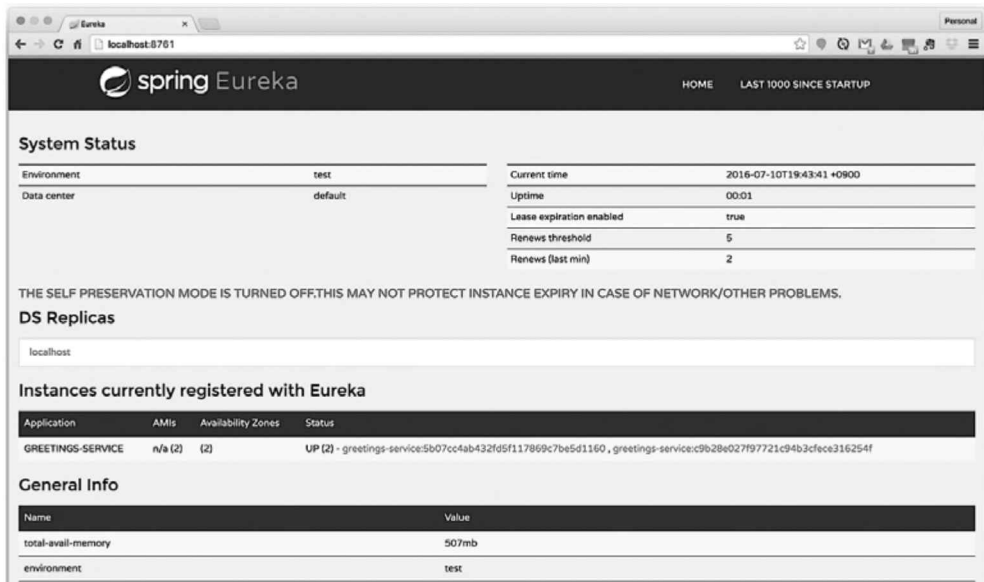 Eureka
Personal
localhost:8761
spring Eureka
HOME LAST 1000 SINCE STARTUP
System Status
Environment test
Data center default
Current time 2016-07-10T19:43:41 +0900
Uptime 00:01
Lease expiration enabled true
Renews threshold 5
Renews (last min) 2
THE SELF PRESERVATION MODE IS TURNED OFF.THIS MAY NOT PROTECT INSTANCE EXPIRY IN CASE OF NETWORK/OTHER PROBLEMS.
DS Replicas
localhost
Instances currently registered with Eureka
Application AMIs Availability Zones Status
GREETINGS-SERVICE n/a (2) (2) UP (2) - greetings-service:5b07cc4ab432fd5f117869c7be5d1160 , greetings-service:c9b28e027f97721c94b3cfece316254f
General Info
Name Value
total-avail-memory 507mb
environment test